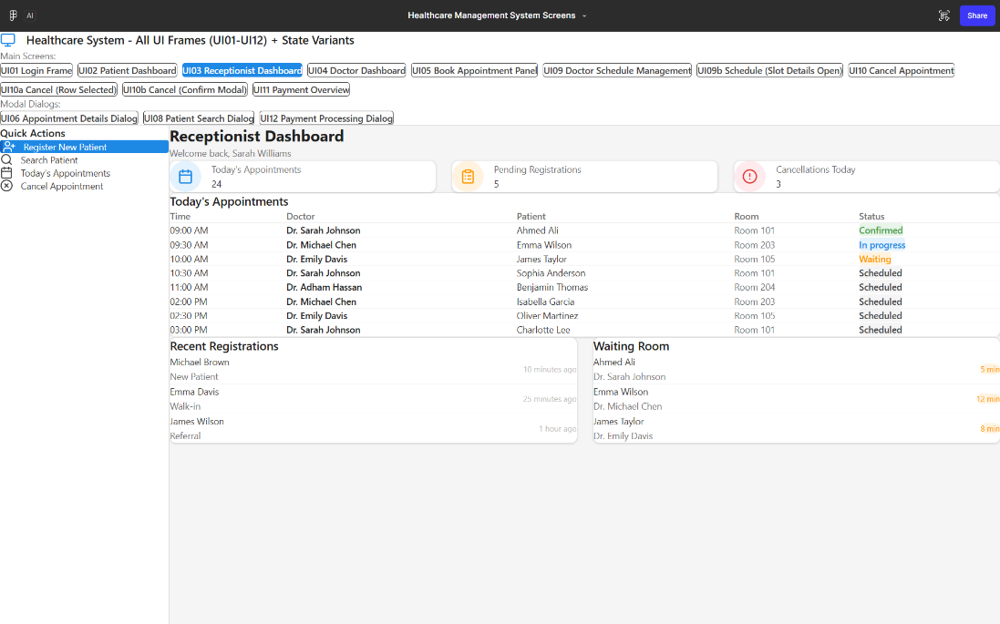 AI
Healthcare Management System Screens
Share
Healthcare System - All UI Frames (UI01-UI12) + State Variants
Main Screens:
UI01 Login Frame UI02 Patient Dashboard UI03 Receptionist Dashboard UI04 Doctor Dashboard UI05 Book Appointment Panel UI09 Doctor Schedule Management UI09b Schedule (Slot Details Open) UI10 Cancel Appointment
UI10a Cancel (Row Selected) UI10b Cancel (Confirm Modal) UI11 Payment Overview
Modal Dialogs:
UI06 Appointment Details Dialog UI08 Patient Search Dialog UI12 Payment Processing Dialog
Quick Actions
Register New Patient
Search Patient
Today's Appointments
Cancel Appointment
Receptionist Dashboard
Welcome back, Sarah Williams
Today's Appointments
24
Pending Registrations
5
Cancellations Today
3
Today's Appointments
Time Doctor Patient Room Status
09:00 AM Dr. Sarah Johnson Ahmed Ali Room 101 Confirmed
09:30 AM Dr. Michael Chen Emma Wilson Room 203 In progress
10:00 AM Dr. Emily Davis James Taylor Room 105 Waiting
10:30 AM Dr. Sarah Johnson Sophia Anderson Room 101 Scheduled
11:00 AM Dr. Adham Hassan Benjamin Thomas Room 204 Scheduled
02:00 PM Dr. Michael Chen Isabella Garcia Room 203 Scheduled
02:30 PM Dr. Emily Davis Oliver Martinez Room 105 Scheduled
03:00 PM Dr. Sarah Johnson Charlotte Lee Room 101 Scheduled
Recent Registrations
Michael Brown
New Patient
10 minutes ago
Emma Davis
Walk-in
25 minutes ago
James Wilson
Referral
1 hour ago
Waiting Room
Ahmed Ali
Dr. Sarah Johnson
5 min
Emma Wilson
Dr. Michael Chen
12 min
James Taylor
Dr. Emily Davis
8 min